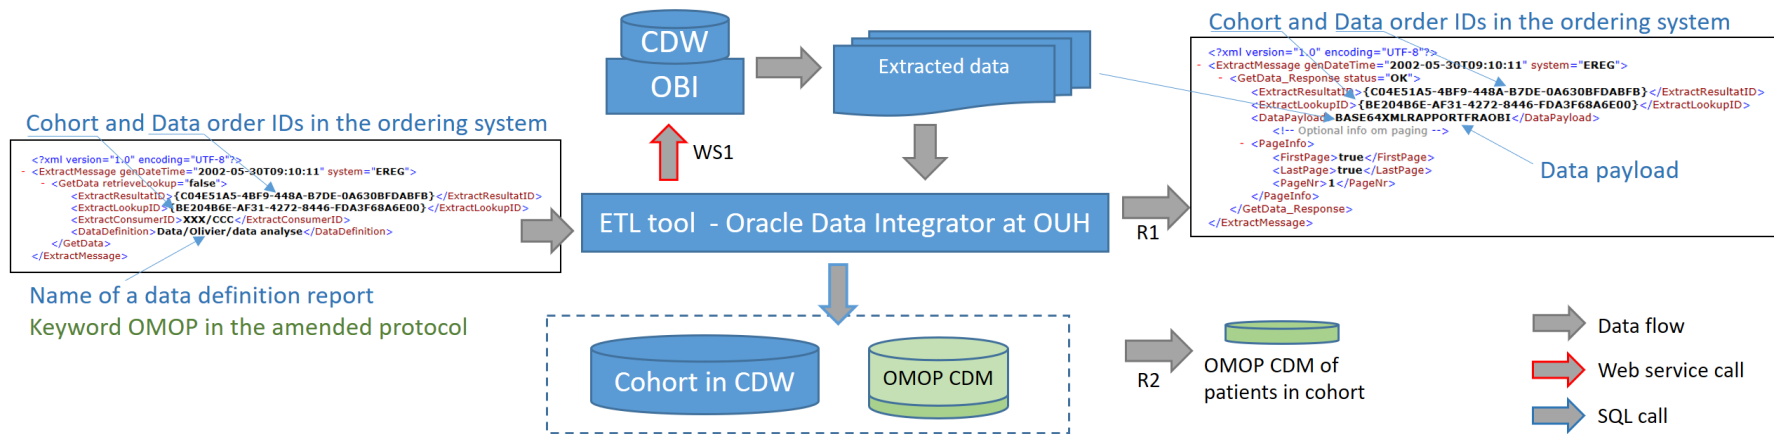 Cohort and Data order IDs in the ordering system
<?xml version="1.0" encoding="UTF-8"?>
- <ExtractMessage genDateTime="2002-05-30T09:10:11" system="EREG">
- <GetData retrieveLookup="false">
<ExtractResultatID>{C04E51A5-4BF9-448A-B7DE-0A630BFDABFB}</ExtractResultatID>
<ExtractLookupID>{BE204B6E-AF31-4272-8446-FDA3F68A6E00}</ExtractLookupID>
<ExtractConsumerID>XXX/CCC</ExtractConsumerID>
<DataDefinition>Data/Olivier/data analyse</DataDefinition>
</GetData>
</ExtractMessage>
Name of a data definition report
Keyword OMOP in the amended protocol
CDW
OBI
Extracted data
WS1
ETL tool - Oracle Data Integrator at OUH
R1
Cohort in CDW
OMOP CDM
R2
OMOP CDM of
patients in cohort
Cohort and Data order IDs in the ordering system
<?xml version="1.0" encoding="UTF-8"?>
- <ExtractMessage genDateTime="2002-05-30T09:10:11" system="EREG">
- <GetData_Response status="OK">
<ExtractResultatID>{C04E51A5-4BF9-448A-B7DE-0A630BFDABFB}</ExtractResultatID>
<ExtractLookupID>{BE204B6E-AF31-4272-8446-FDA3F68A6E00}</ExtractLookupID>
<DataPayload>BASE64XMLRAPPORTFRAOBI</DataPayload>
<!-- Optional info om paging -->
- <PageInfo>
<FirstPage>true</FirstPage>
<LastPage>true</LastPage>
<PageNr>1</PageNr>
</PageInfo>
</GetData_Response>
</ExtractMessage>
Data payload
Data flow
Web service call
SQL call